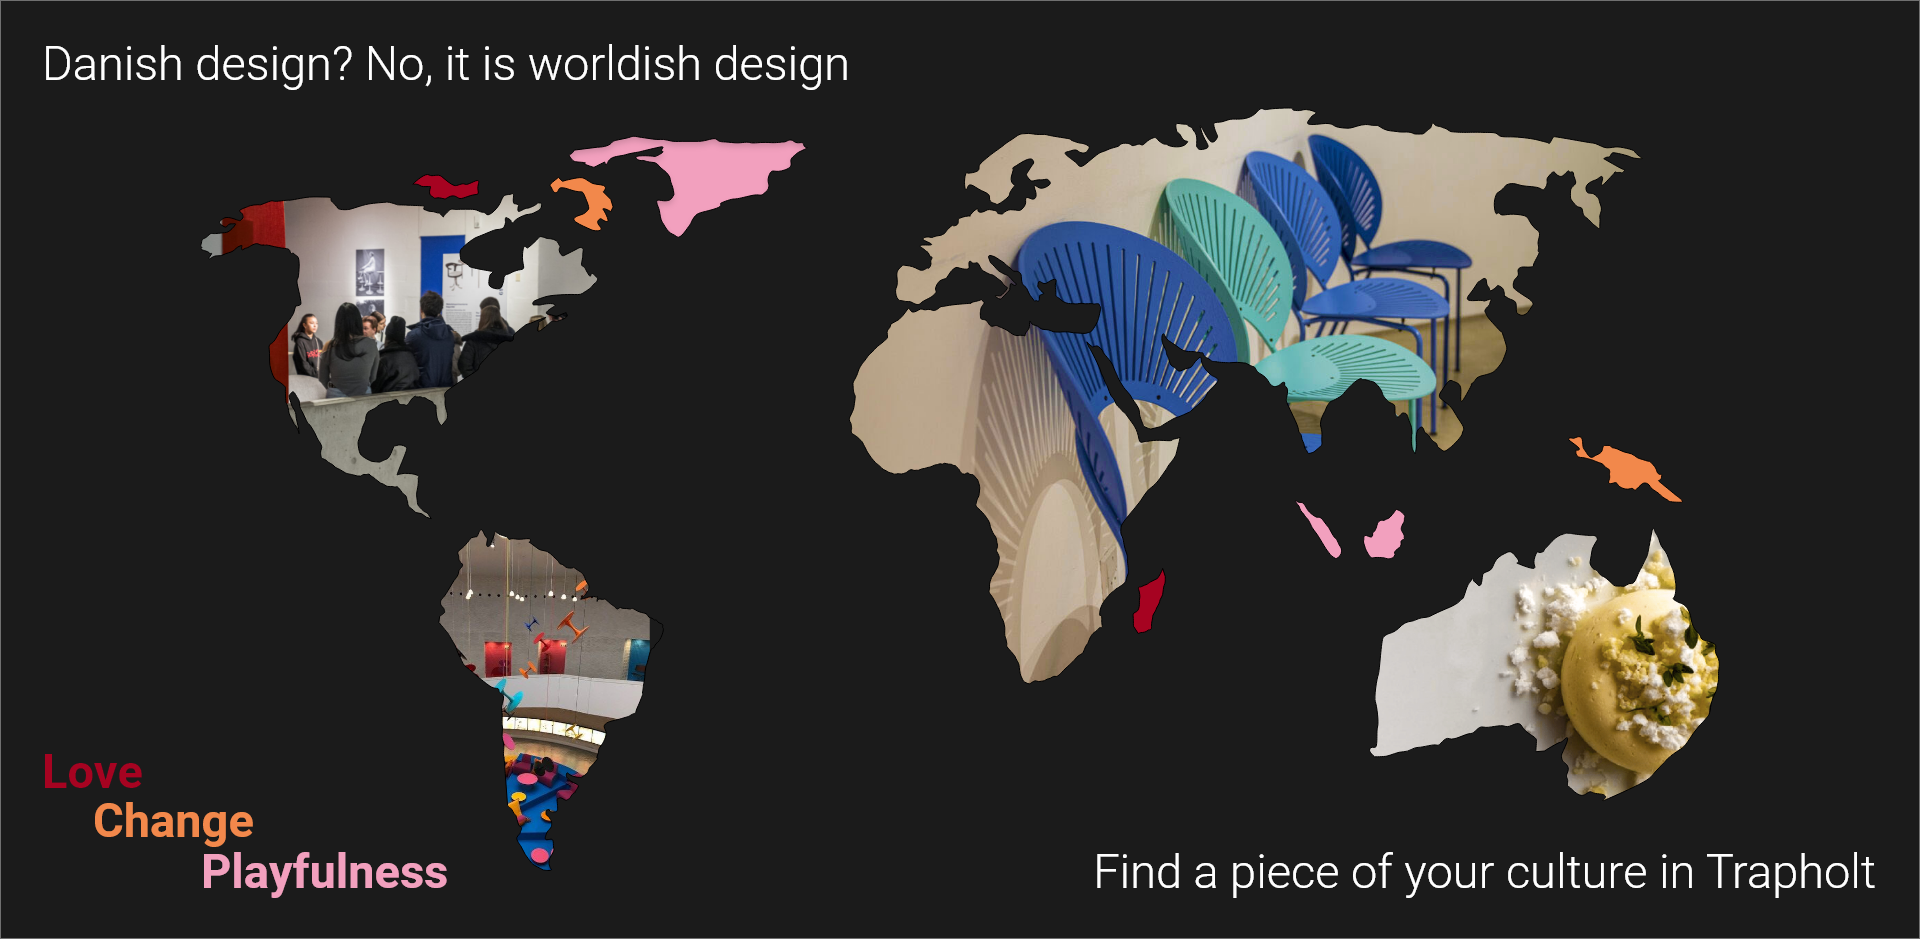 Danish design? No, it is worldish design
Love
Change
Playfulness
Find a piece of your culture in Trapholt